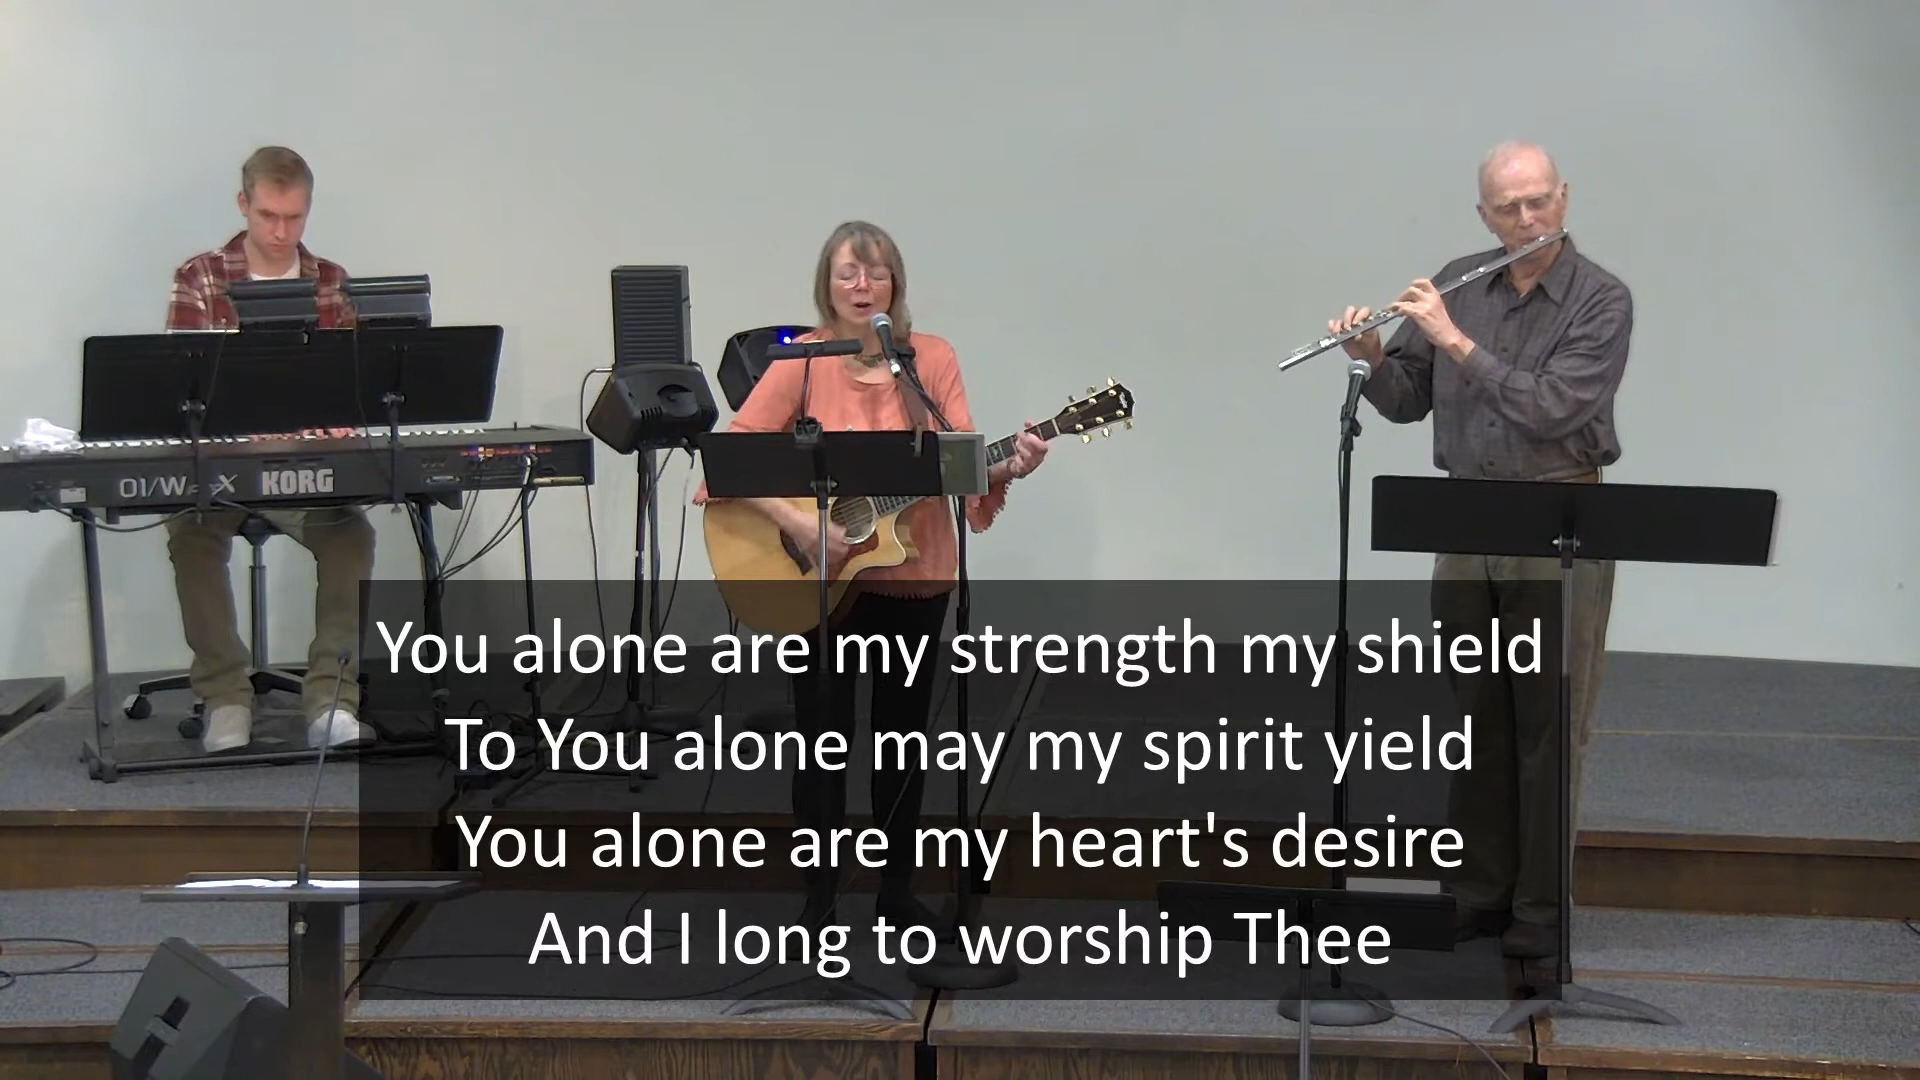 01/W
X
KORG
You alone are my strength my shield
To You alone may my spirit yield
You alone are my heart's desire
And I long to worship Thee